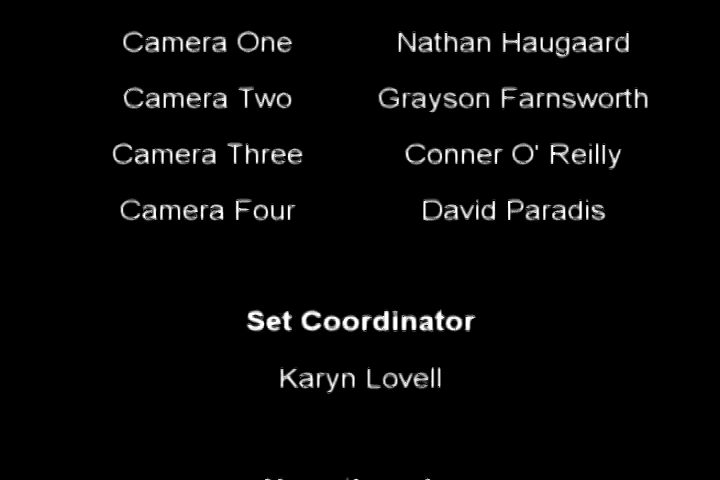 Camera One Nathan Haugaard
Camera Two Grayson Farnsworth
Camera Three Conner O' Reilly
Camera Four David Paradis
Set Coordinator
Karyn Lovell